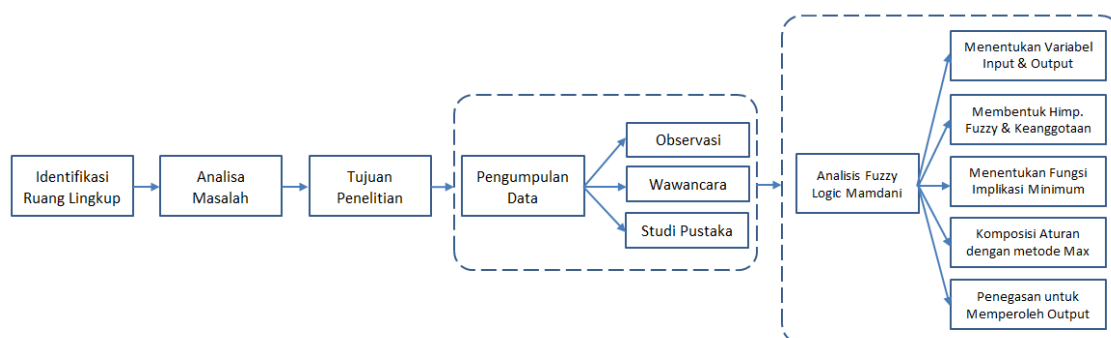 Identifikasi
Ruang Lingkup
Analisa
Masalah
Tujuan
Penelitian
Pengumpulan
Data
Observasi
Wawancara
Studi Pustaka
Analisis Fuzzy
Logic Mamdani
Menentukan Variabel
Input & Output
Membentuk Himp.
Fuzzy & Keanggotaan
Menentukan Fungsi
Implikasi Minimum
Komposisi Aturan
dengan metode Max
Penegasan untuk
Memperoleh Output